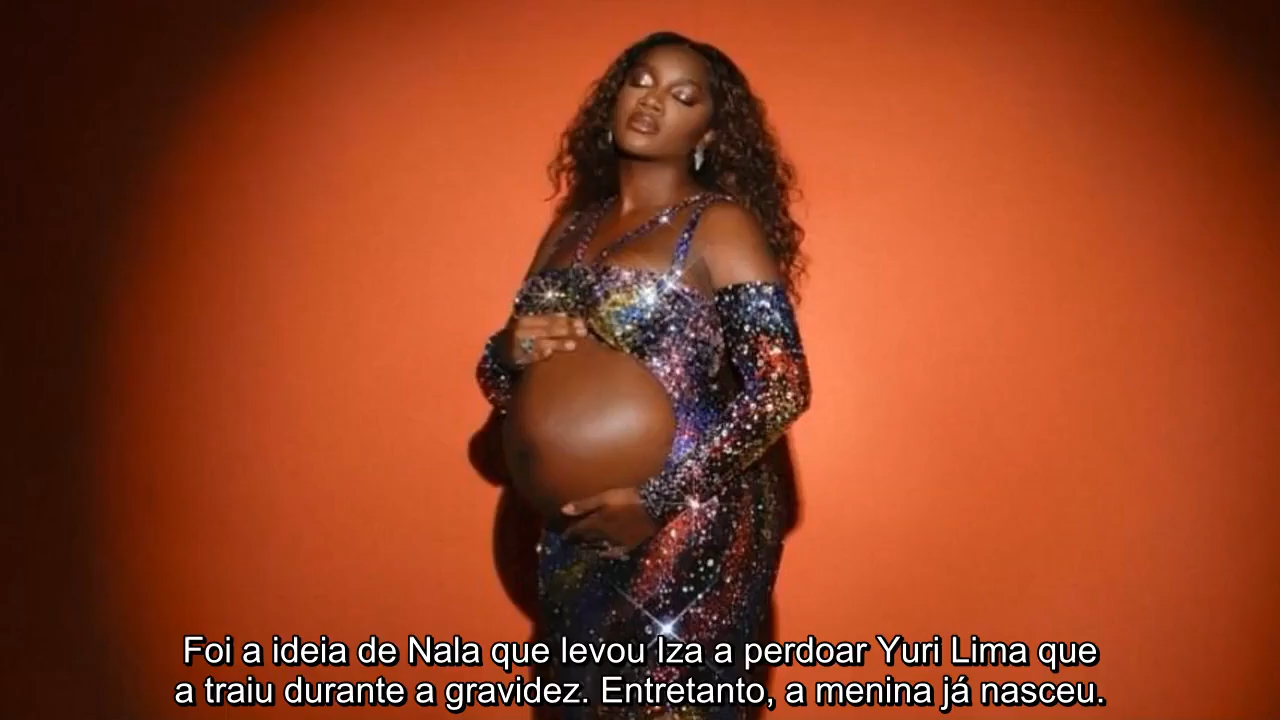 Foi a ideia de Nala que levou Iza a perdoar Yuri Lima que
a traiu durante a gravidez. Entretanto, a menina já nasceu.